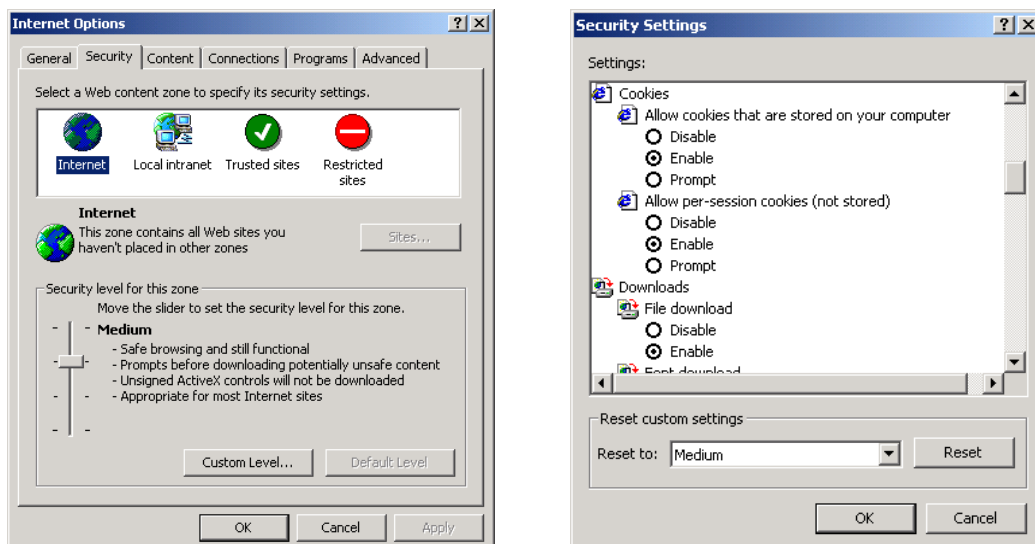 Internet Options
General Security Content Connections Programs Advanced
Select a Web content zone to specify its security settings.
Internet Local intranet Trusted sites Restricted
sites
Internet
This zone contains all Web sites you
haven't placed in other zones
Sites...
Security level for this zone
Move the slider to set the security level for this zone.
Medium
- Safe browsing and still functional
- Prompts before downloading potentially unsafe content
- Unsigned ActiveX controls will not be downloaded
- Appropriate for most Internet sites
Custom Level... Default Level
OK Cancel Apply
Security Settings
Settings:
Cookies
Allow cookies that are stored on your computer
Disable
Enable
Prompt
Allow per-session cookies (not stored)
Disable
Enable
Prompt
Downloads
File download
Disable
Enable
Font download
Reset custom settings
Reset to: Medium Reset
OK Cancel